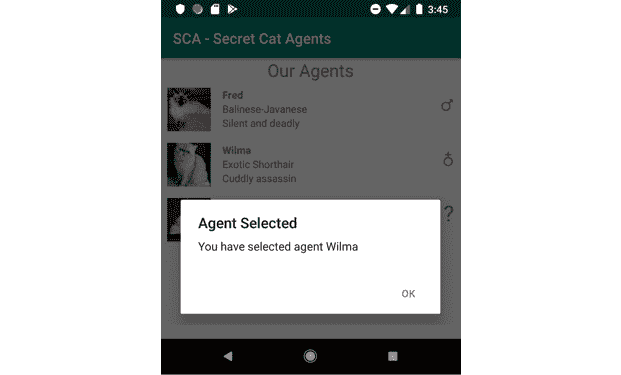 3:45
SCA - Secret Cat Agents
Our Agents
Fred
Balinese-Javanese
Silent and deadly
Wilma
Exotic Shorthair
Cuddly assassin
?
Agent Selected
You have selected agent Wilma
OK